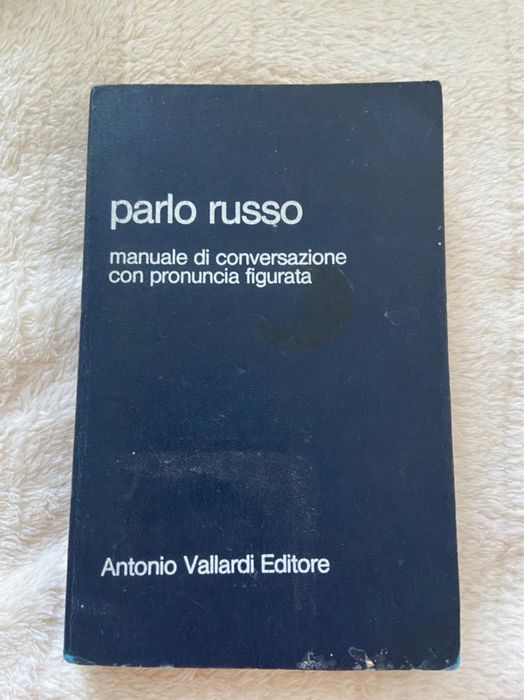 parlo russo
manuale di conversazione
con pronuncia figurata
Antonio Vallardi Editore